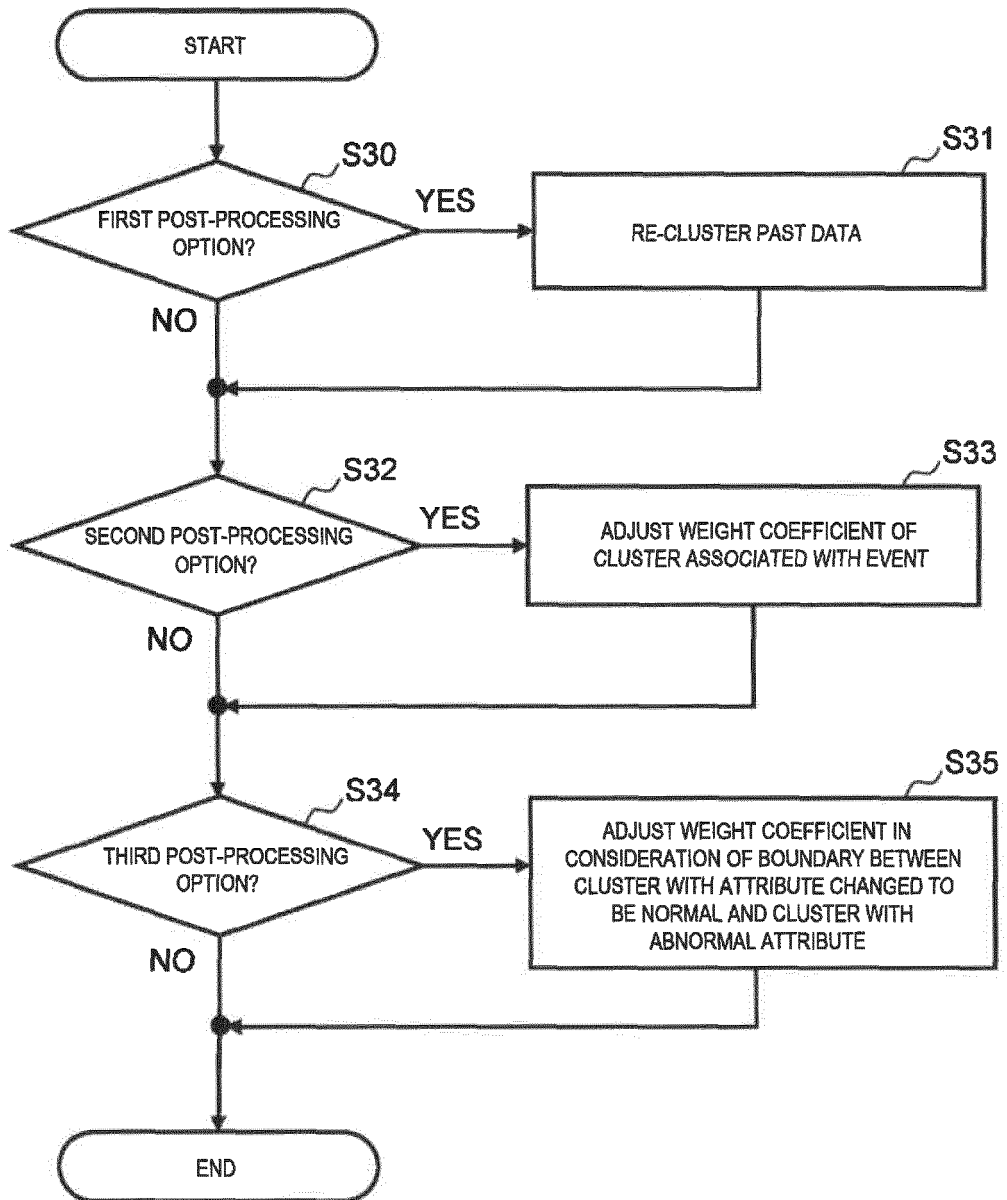 START
S30
FIRST POST-PROCESSING
OPTION?
YES
S31
RE-CLUSTER PAST DATA
NO
S32
SECOND POST-PROCESSING
OPTION?
YES
S33
ADJUST WEIGHT COEFFICIENT OF
CLUSTER ASSOCIATED WITH EVENT
NO
S34
THIRD POST-PROCESSING
OPTION?
YES
S35
ADJUST WEIGHT COEFFICIENT IN
CONSIDERATION OF BOUNDARY BETWEEN
CLUSTER WITH ATTRIBUTE CHANGED TO
BE NORMAL AND CLUSTER WITH
ABNORMAL ATTRIBUTE
NO
END